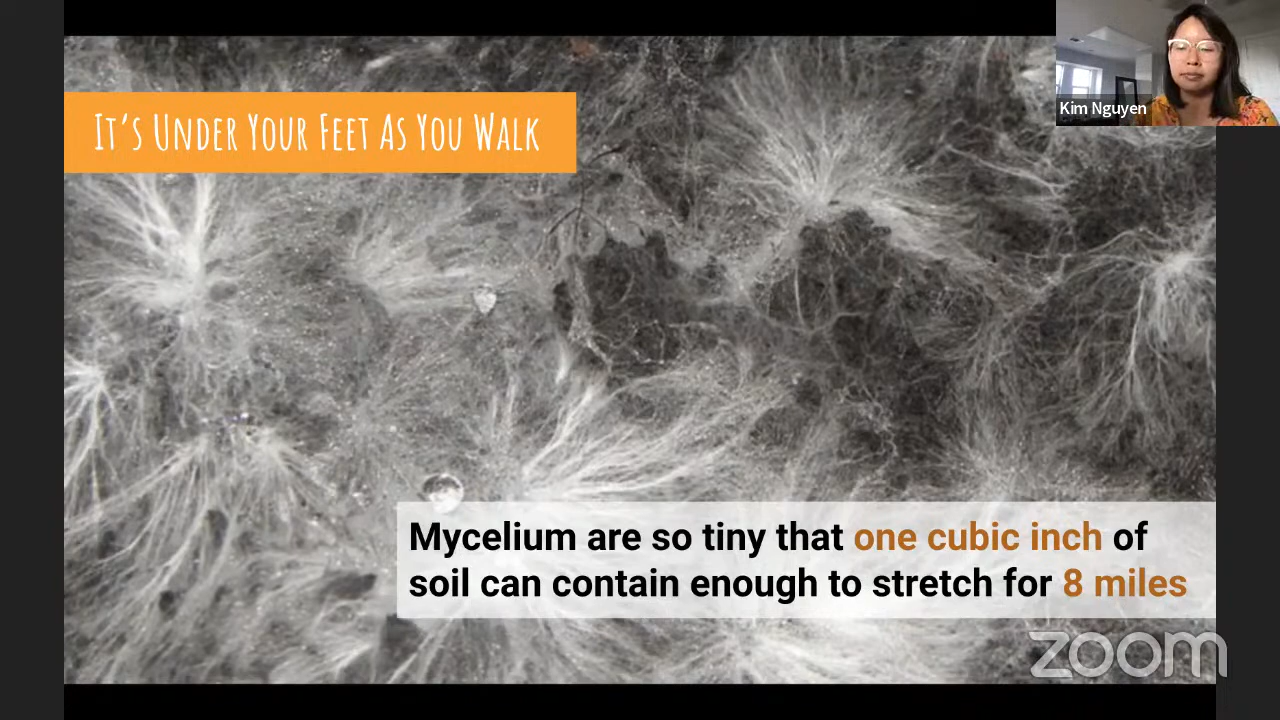 It's Under Your Feet As You Walk
Kim Nguyen
Mycelium are so tiny that one cubic inch of
soil can contain enough to stretch for 8 miles
zoom